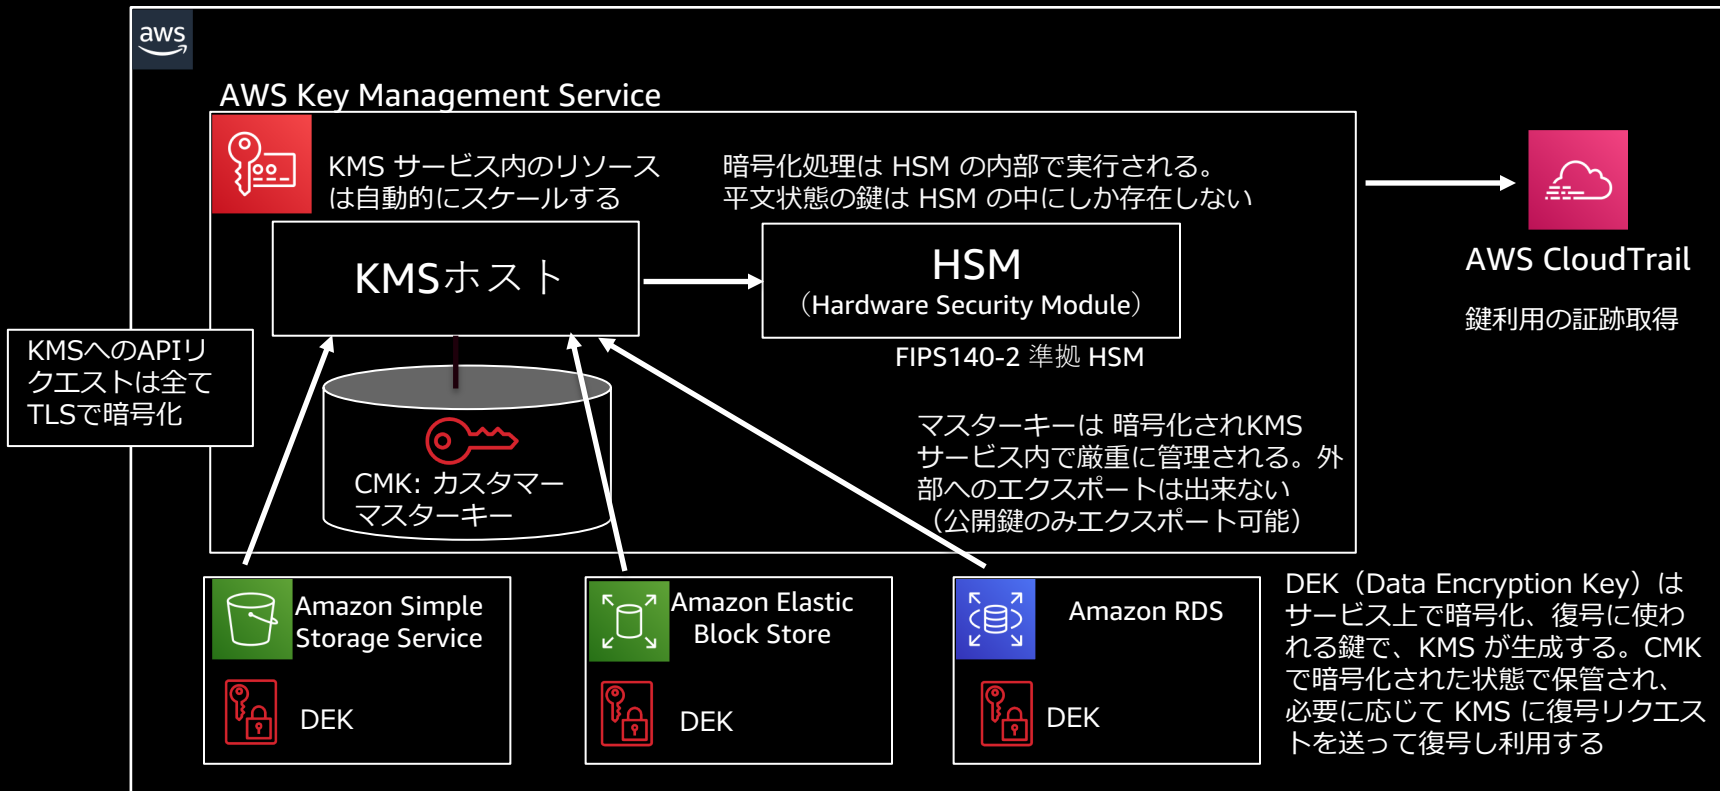 aws
AWS Key Management Service
KMS サービス内のリソース
は自動的にスケールする
暗号化処理は HSM の内部で実行される。
平文状態の鍵は HSM の中にしか存在しない
KMSホスト
HSM
（Hardware Security Module）
FIPS140-2 準拠 HSM
AWS CloudTrail
鍵利用の証跡取得
KMSへのAPIリ
クエストは全て
TLSで暗号化
CMK: カスタマー
マスターキー
マスターキーは 暗号化されKMS
サービス内で厳重に管理される。外
部へのエクスポートは出来ない
（公開鍵のみエクスポート可能）
Amazon Simple
Storage Service
DEK
Amazon Elastic
Block Store
DEK
Amazon RDS
DEK
DEK（Data Encryption Key）は
サービス上で暗号化、復号に使わ
れる鍵で、KMS が生成する。CMK
で暗号化された状態で保管され、
必要に応じて KMS に復号リクエス
トを送って復号し利用する